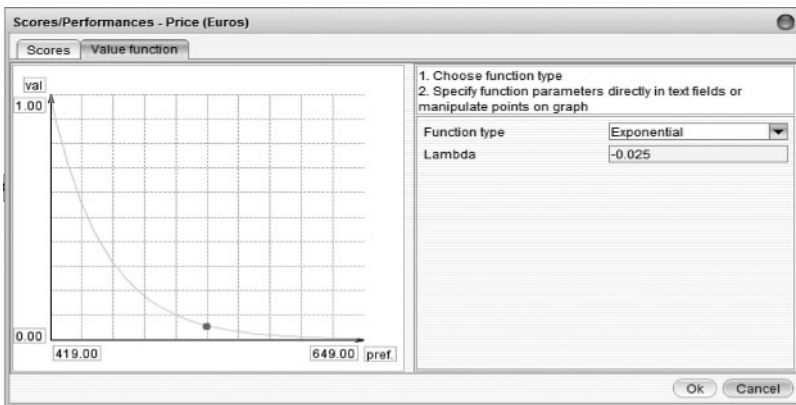 Scores/Performances - Price (Euros)
Scores
Value function
val
1.00
0.00
419.00
649.00
pref.
1. Choose function type
2. Specify function parameters directly in text fields or
manipulate points on graph
Function type
Exponential
Lambda
-0.025
Ok
Cancel